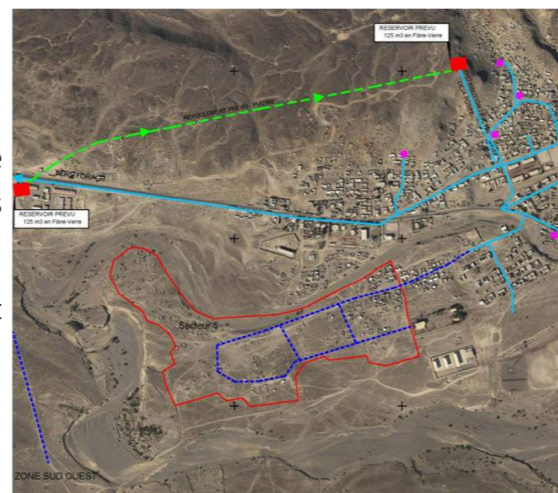 RESERVOIR PREVU
125 m3 en Fibre-Verre
RESERVOIR PREVU
125 m3 en Fibre-Verre
Secteur 5
ZONE SUD OUEST